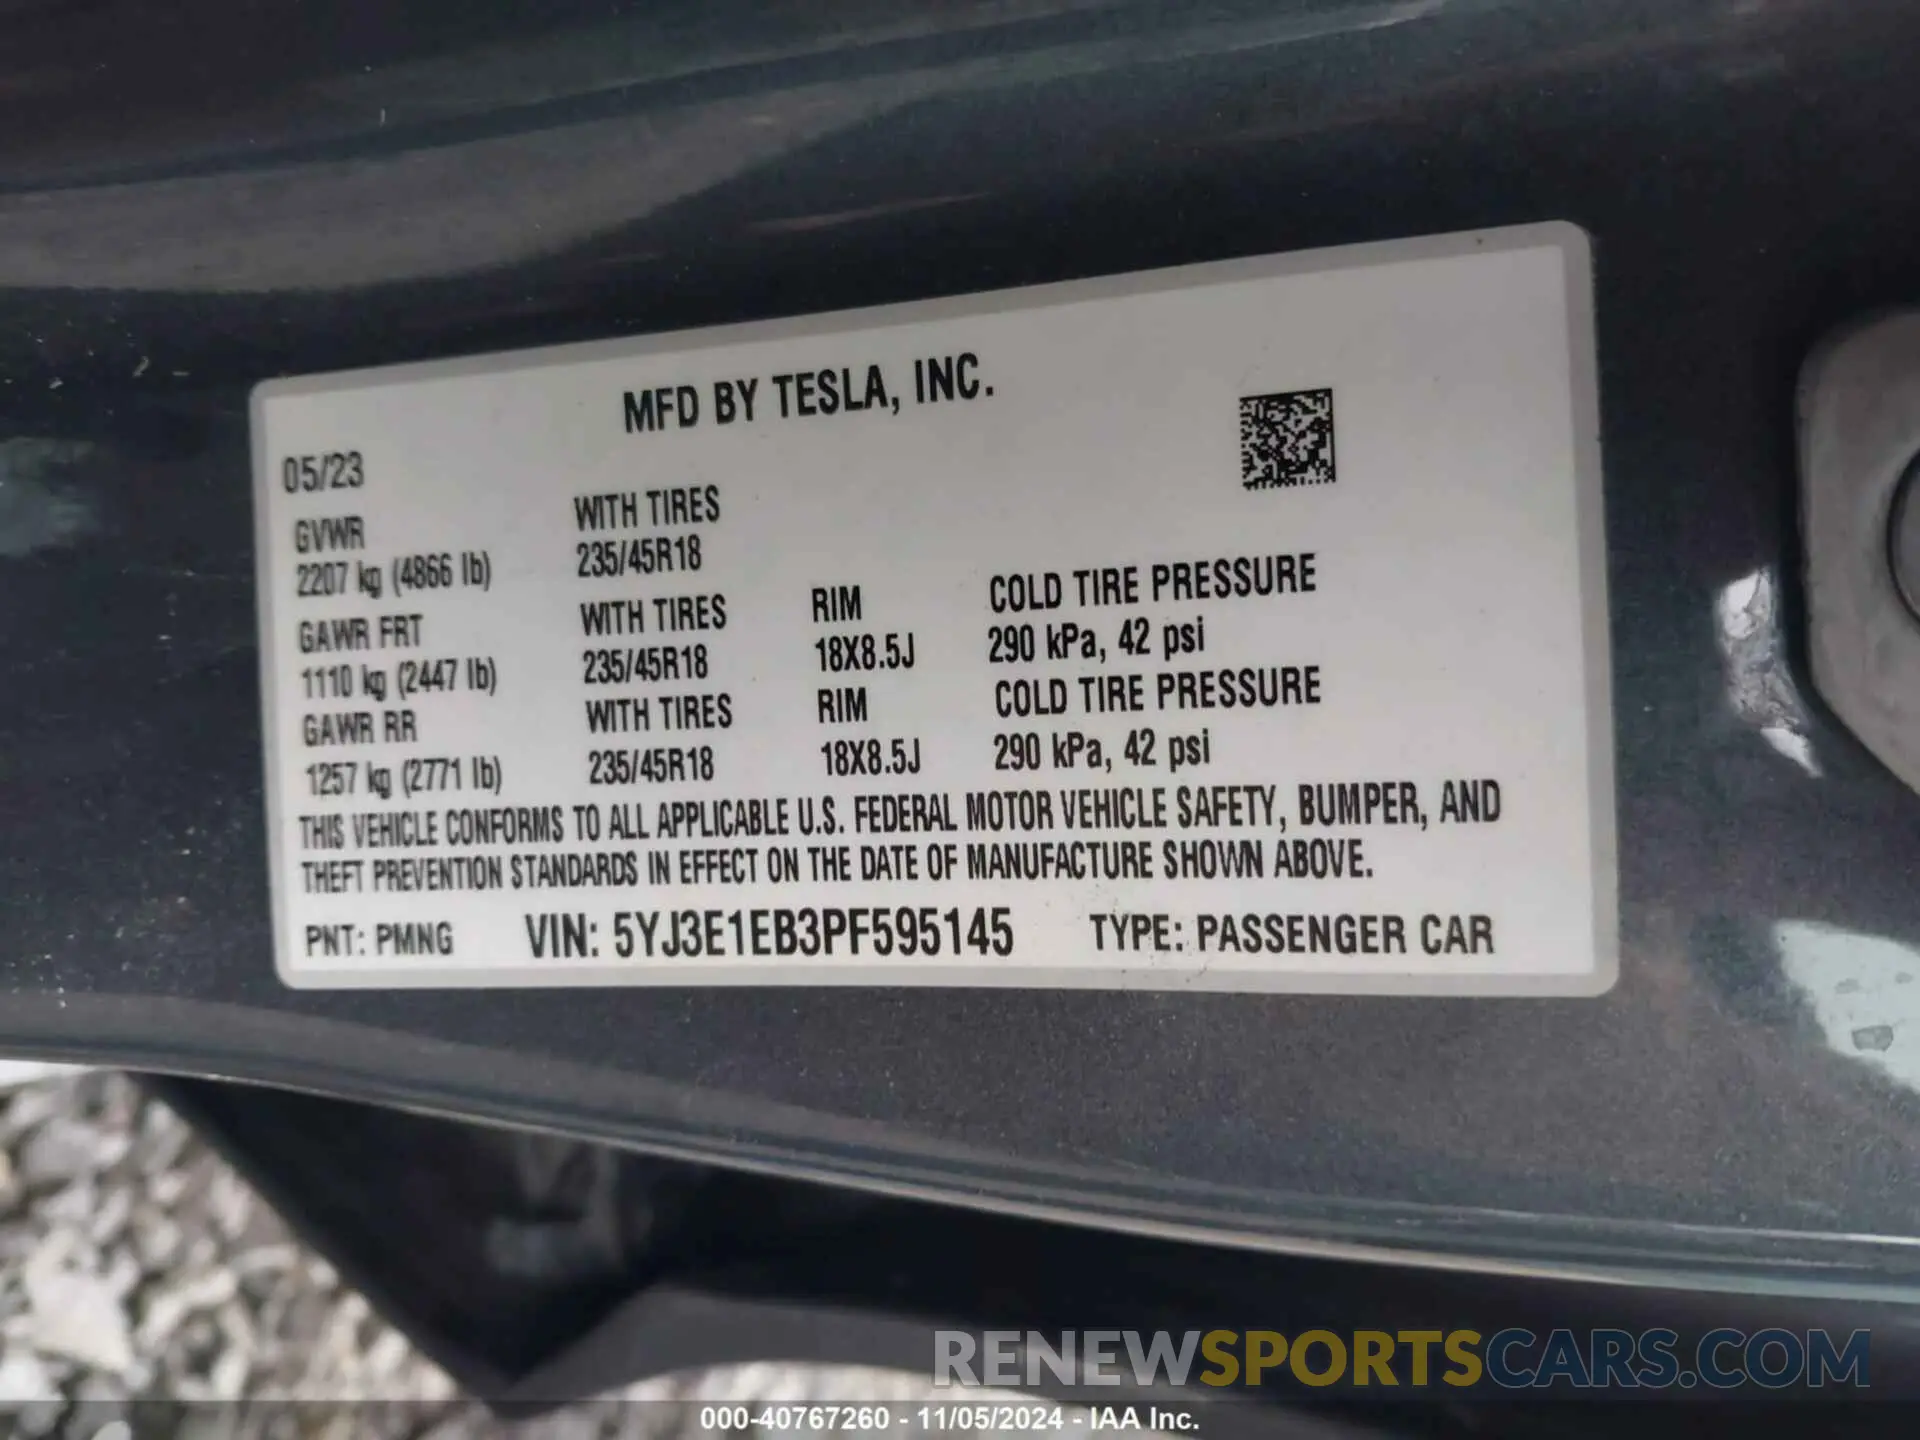 MFD BY TESLA, INC.
05/23
GVWR
2207 kg (4866 lb)
WITH TIRES
235/45R18
GAWR FRT
1110 kg (2447 lb)
WITH TIRES
235/45R18
RIM
18X8.5J
COLD TIRE PRESSURE
290 kPa, 42 psi
GAWR RR
1257 kg (2771 lb)
WITH TIRES
235/45R18
RIM
18X8.5J
COLD TIRE PRESSURE
290 kPa, 42 psi
THIS VEHICLE CONFORMS TO ALL APPLICABLE U.S. FEDERAL MOTOR VEHICLE SAFETY, BUMPER, AND
THEFT PREVENTION STANDARDS IN EFFECT ON THE DATE OF MANUFACTURE SHOWN ABOVE.
PNT: PMNG VIN: 5YJ3E1EB3PF595145 TYPE: PASSENGER CAR
RENEWSPORTSCARS.COM
000-40767260 - 11/05/2024 - IAA Inc.